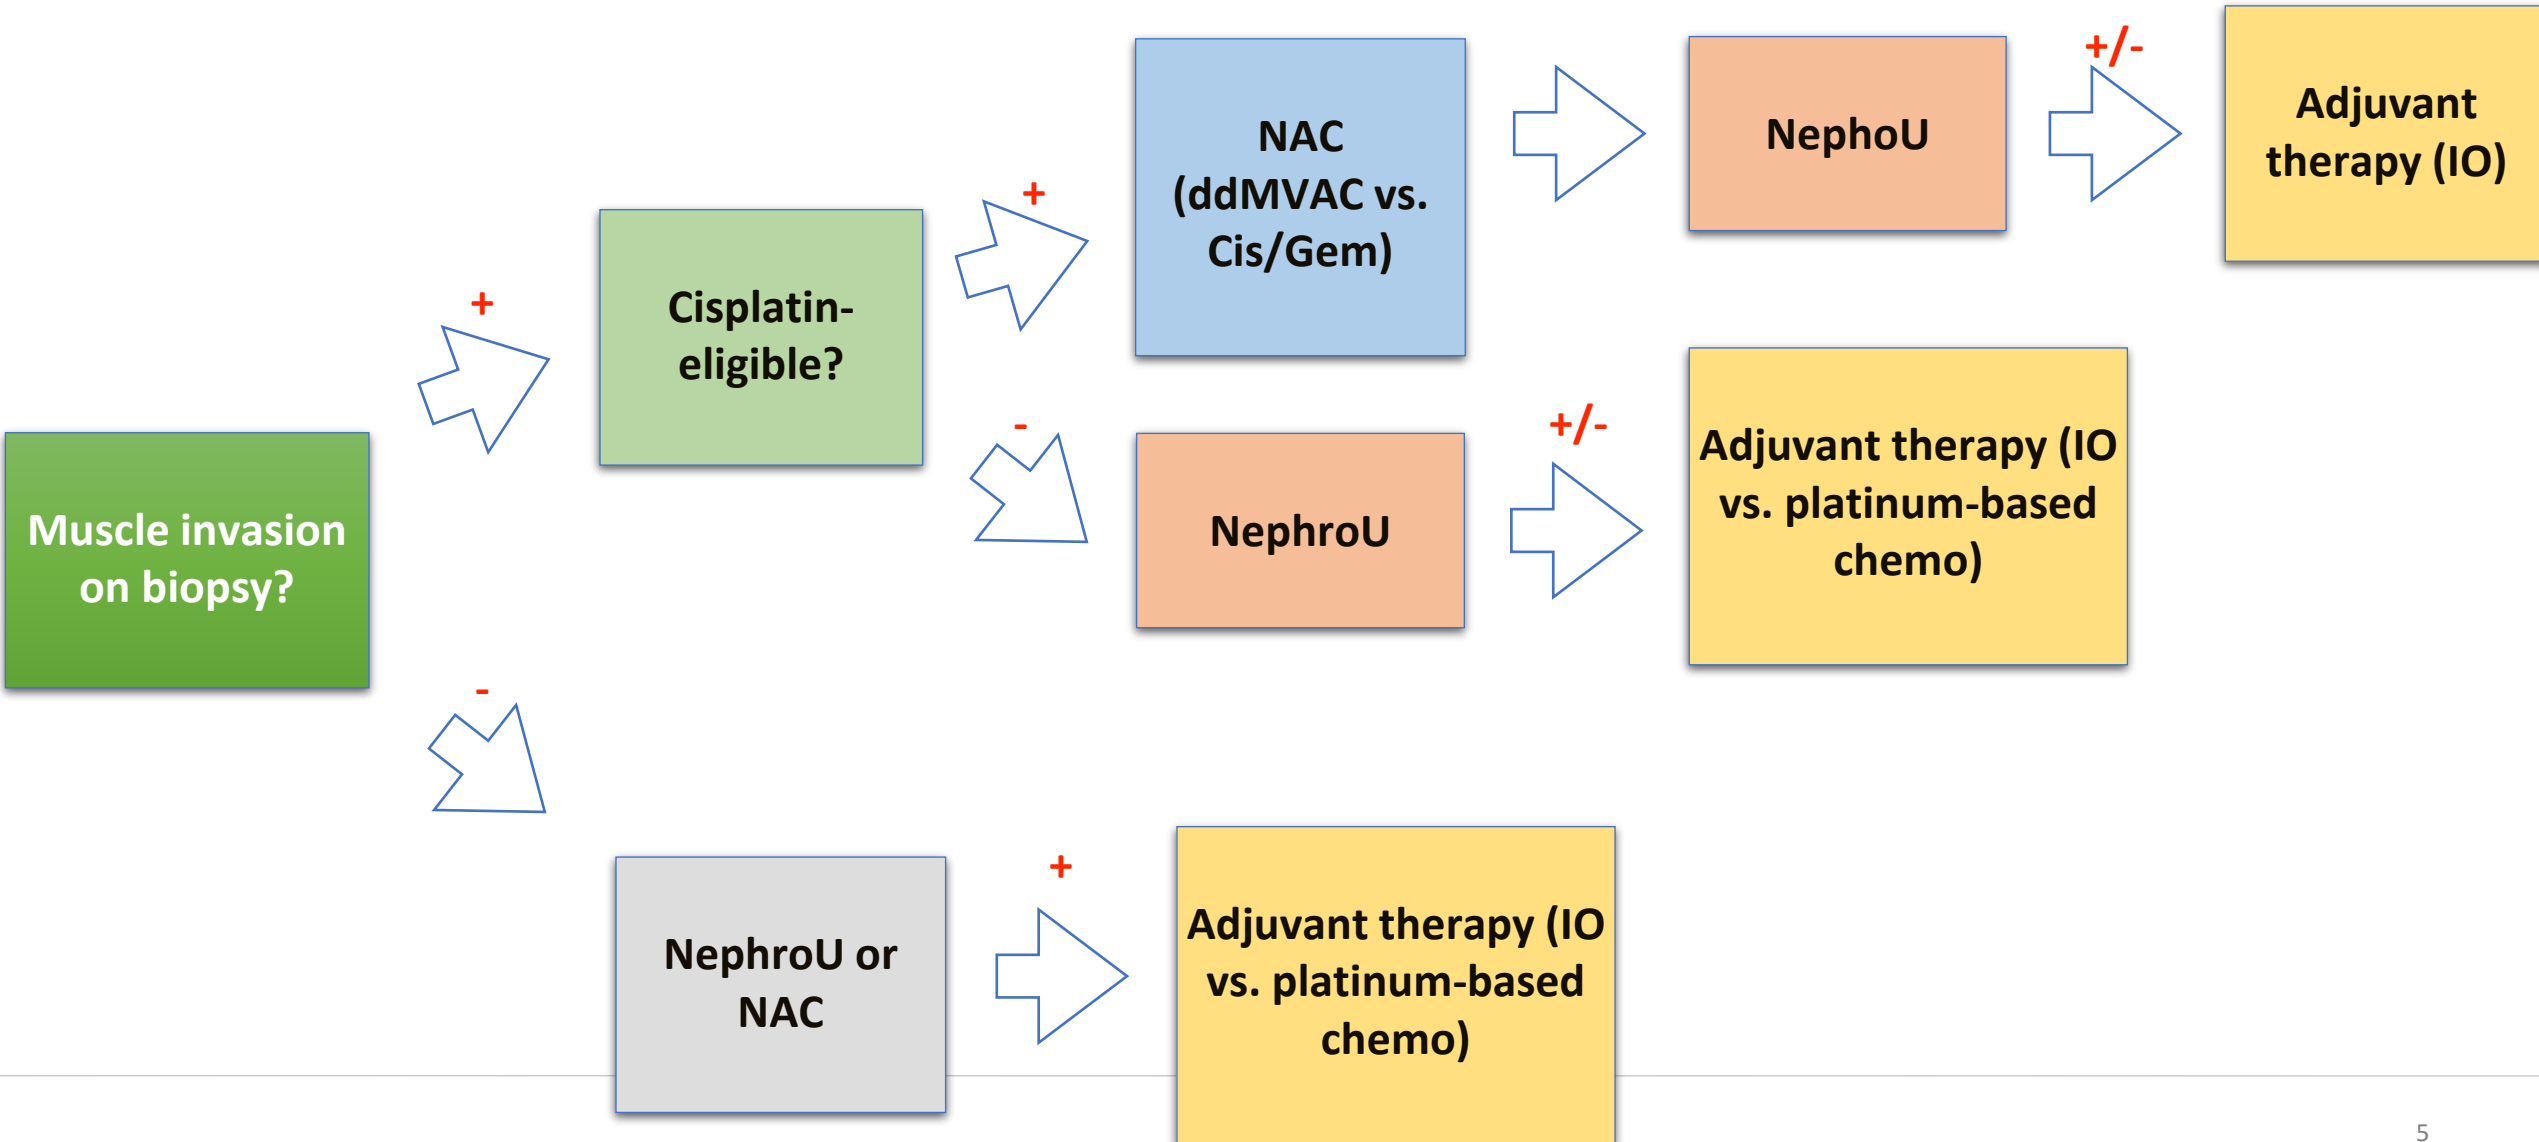 Muscle invasion
on biopsy?
+
Cisplatin-
eligible?
+
NAC
(ddMVAC vs.
Cis/Gem)
NephoU
+/-
Adjuvant
therapy (IO)
-
NephroU
+/-
Adjuvant therapy (IO
vs. platinum-based
chemo)
-
NephroU or
NAC
+
Adjuvant therapy (IO
vs. platinum-based
chemo)
5